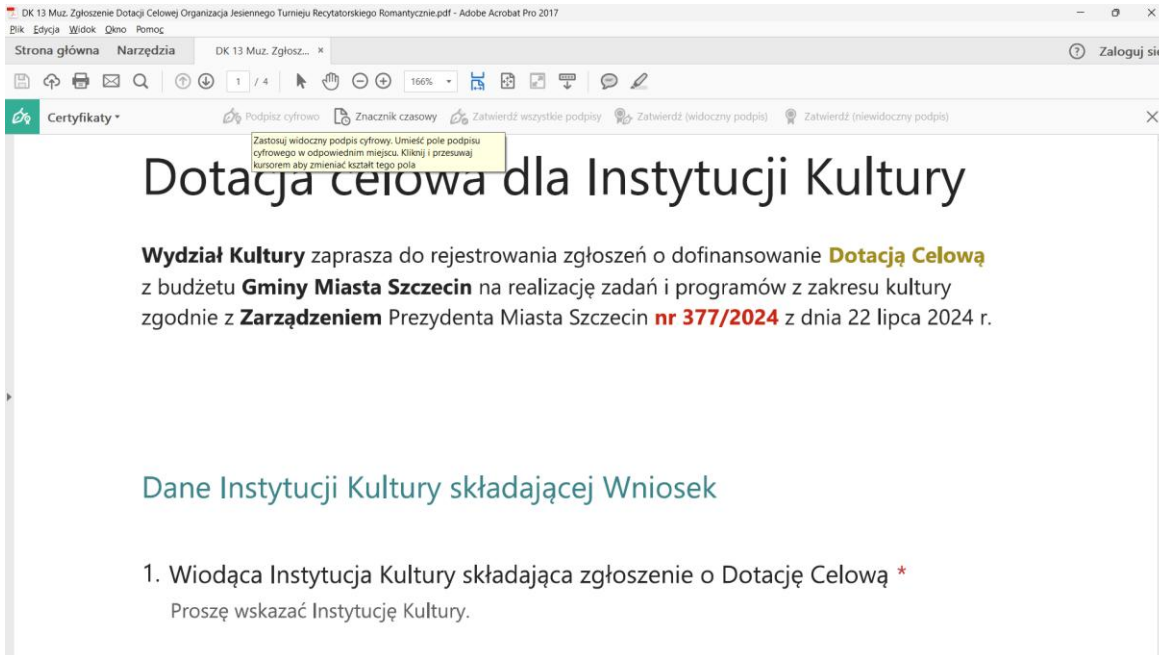 DK 13 Muz. Zgłoszenie Dotacji Celowej Organizacja Jesiennego Turnieju Recytatorskiego Romantycznie.pdf - Adobe Acrobat Pro 2017
Plik Edycja Widok Okno Pomoc
Strona główna Narzędzia DK 13 Muz. Zgłosz... × Zaloguj się
1 / 4 166%
Certyfikaty Podpisz cyfrowo Znacznik czasowy Zatwierdź wszystkie podpisy Zatwierdź (widoczny podpis) Zatwierdź (niewidoczny podpis)
Zastosuj widoczny podpis cyfrowy. Umieść pole podpisu
cyfrowego w odpowiednim miejscu. Kliknij i przesuwaj
kursorem aby zmieniać kształt tego pola
Dotacja celowa dla Instytucji Kultury
Wydział Kultury zaprasza do rejestrowania zgłoszeń o dofinansowanie Dotacją Celową
z budżetu Gminy Miasta Szczecin na realizację zadań i programów z zakresu kultury
zgodnie z Zarządzeniem Prezydenta Miasta Szczecin nr 377/2024 z dnia 22 lipca 2024 r.
Dane Instytucji Kultury składającej Wniosek
1. Wiodąca Instytucja Kultury składająca zgłoszenie o Dotację Celową *
Proszę wskazać Instytucję Kultury.